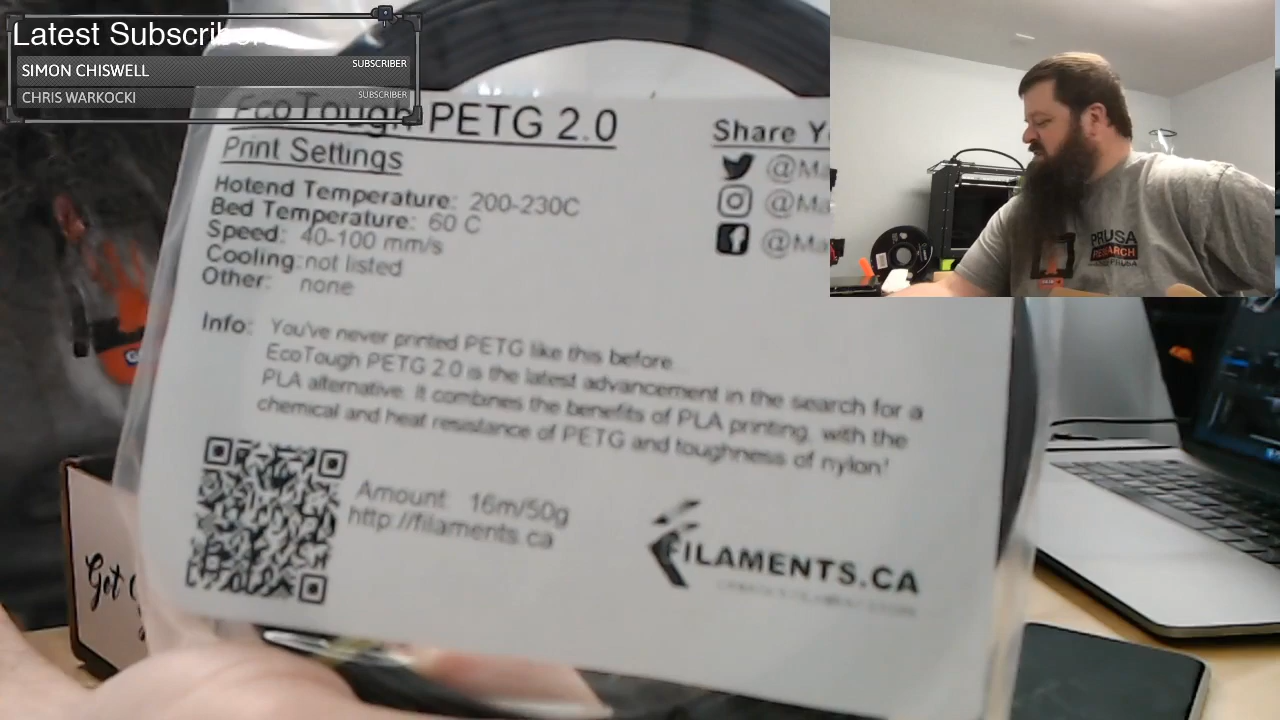 Latest Subscribers
SIMON CHISWELL
SUBSCRIBER
CHRIS WARKOCKI
SUBSCRIBER
EcoTough PETG 2.0
Print Settings
Hotend Temperature: 200-230C
Bed Temperature: 60 C
Speed: 40-100 mm/s
Cooling: not listed
Other: none
Info: You've never printed PETG like this before.
EcoTough PETG 2.0 is the latest advancement in the search for a
PLA alternative. It combines the benefits of PLA printing, with the
chemical and heat resistance of PETG and toughness of nylon!
Amount 16m/50g
http://filaments.ca
FILAMENTS.CA
Share Y
@Ma
@Ma
@Ma
PRUSA
RESEARCH
Get